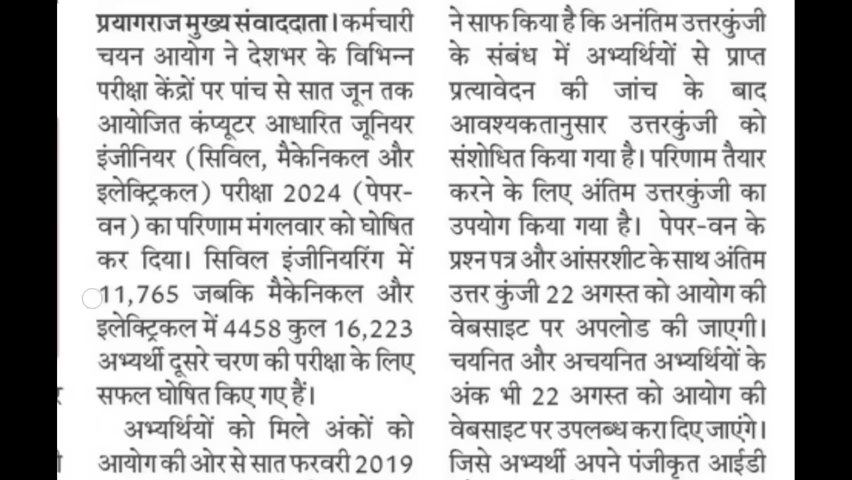 प्रयागराज मुख्य संवाददाता। कर्मचारी
चयन आयोग ने देशभर के विभिन्न
परीक्षा केंद्रों पर पांच से सात जून तक
आयोजित कंप्यूटर आधारित जूनियर
इंजीनियर (सिविल, मैकेनिकल और
इलेक्ट्रिकल) परीक्षा 2024 (पेपर-
वन) का परिणाम मंगलवार को घोषित
कर दिया। सिविल इंजीनियरिंग में
11,765 जबकि मैकेनिकल और
इलेक्ट्रिकल में 4458 कुल 16,223
अभ्यर्थी दूसरे चरण की परीक्षा के लिए
सफल घोषित किए गए हैं।
अभ्यर्थियों को मिले अंकों को
आयोग की ओर से सात फरवरी 2019
ने साफ किया है कि अनंतिम उत्तरकुंजी
के संबंध में अभ्यर्थियों से प्राप्त
प्रत्यावेदन की जांच के बाद
आवश्यकतानुसार उत्तरकुंजी को
संशोधित किया गया है। परिणाम तैयार
करने के लिए अंतिम उत्तरकुंजी का
उपयोग किया गया है। पेपर-वन के
प्रश्न पत्र और आंसरशीट के साथ अंतिम
उत्तर कुंजी 22 अगस्त को आयोग की
वेबसाइट पर अपलोड की जाएगी।
चयनित और अचयनित अभ्यर्थियों के
अंक भी 22 अगस्त को आयोग की
वेबसाइट पर उपलब्ध करा दिए जाएंगे।
जिसे अभ्यर्थी अपने पंजीकृत आईडी